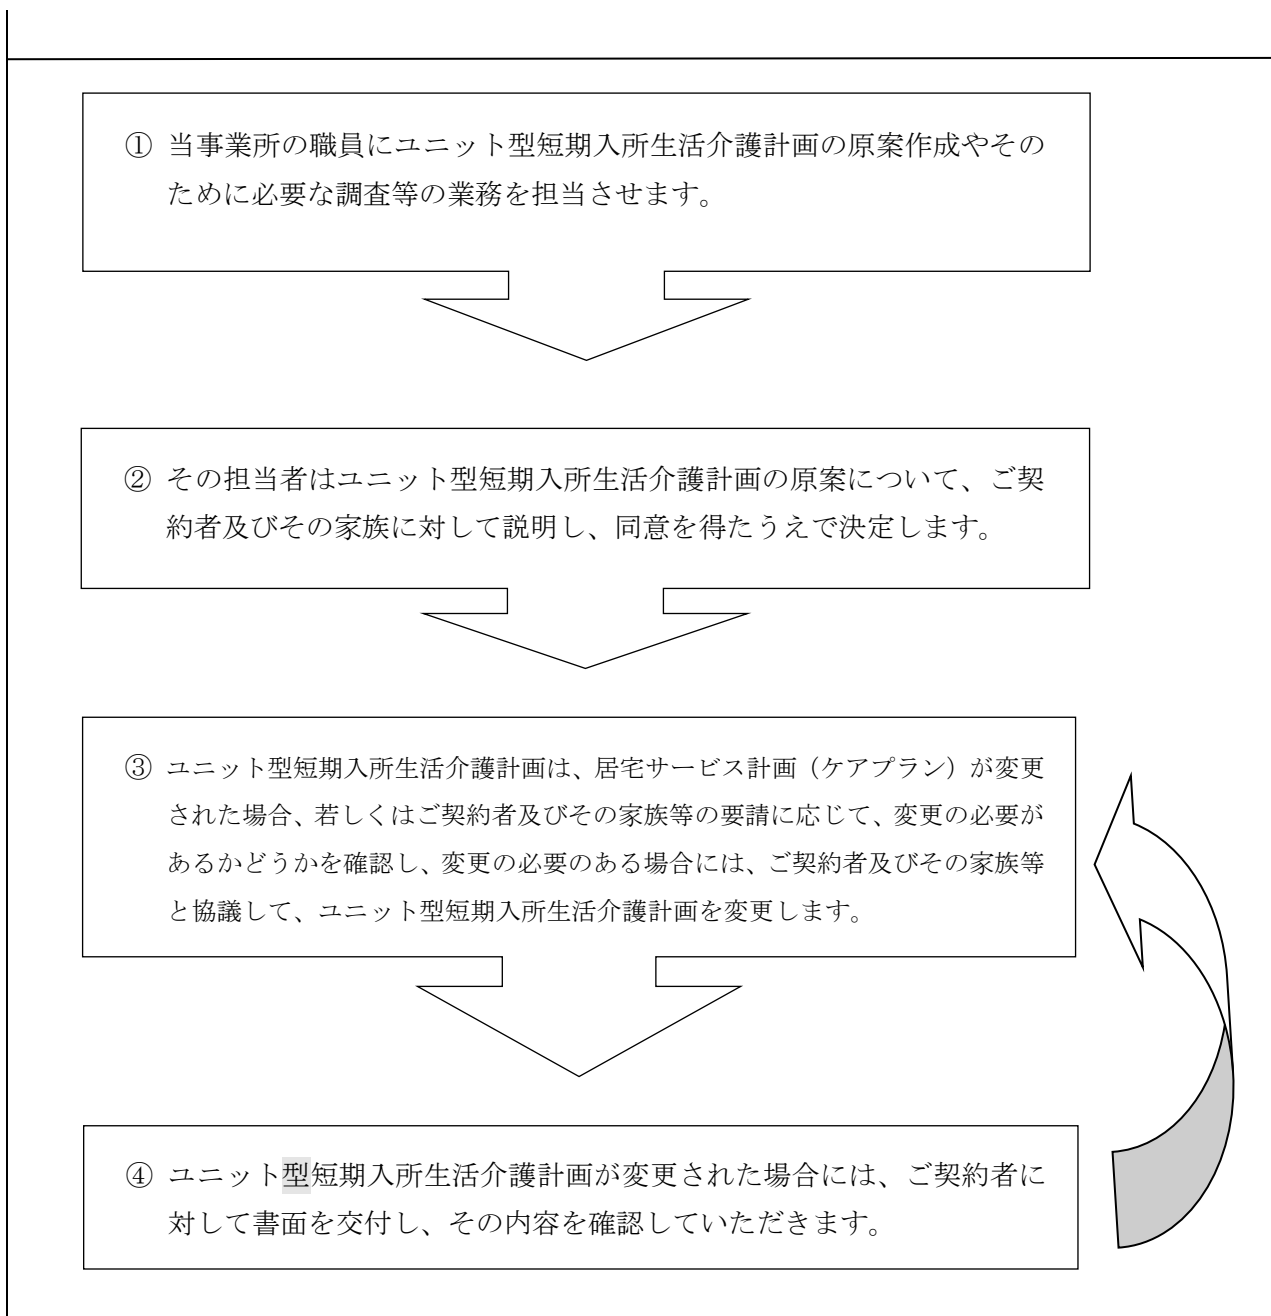 ① 当事業所の職員にユニット型短期入所生活介護計画の原案作成やその
ために必要な調査等の業務を担当させます。
② その担当者はユニット型短期入所生活介護計画の原案について、ご契
約者及びその家族に対して説明し、同意を得たうえで決定します。
③ ユニット型短期入所生活介護計画は、居宅サービス計画（ケアプラン）が変更
された場合、若しくはご契約者及びその家族等の要請に応じて、変更の必要が
あるかどうかを確認し、変更の必要のある場合には、ご契約者及びその家族等
と協議して、ユニット型短期入所生活介護計画を変更します。
④ ユニット型短期入所生活介護計画が変更された場合には、ご契約者に
対して書面を交付し、その内容を確認していただきます。